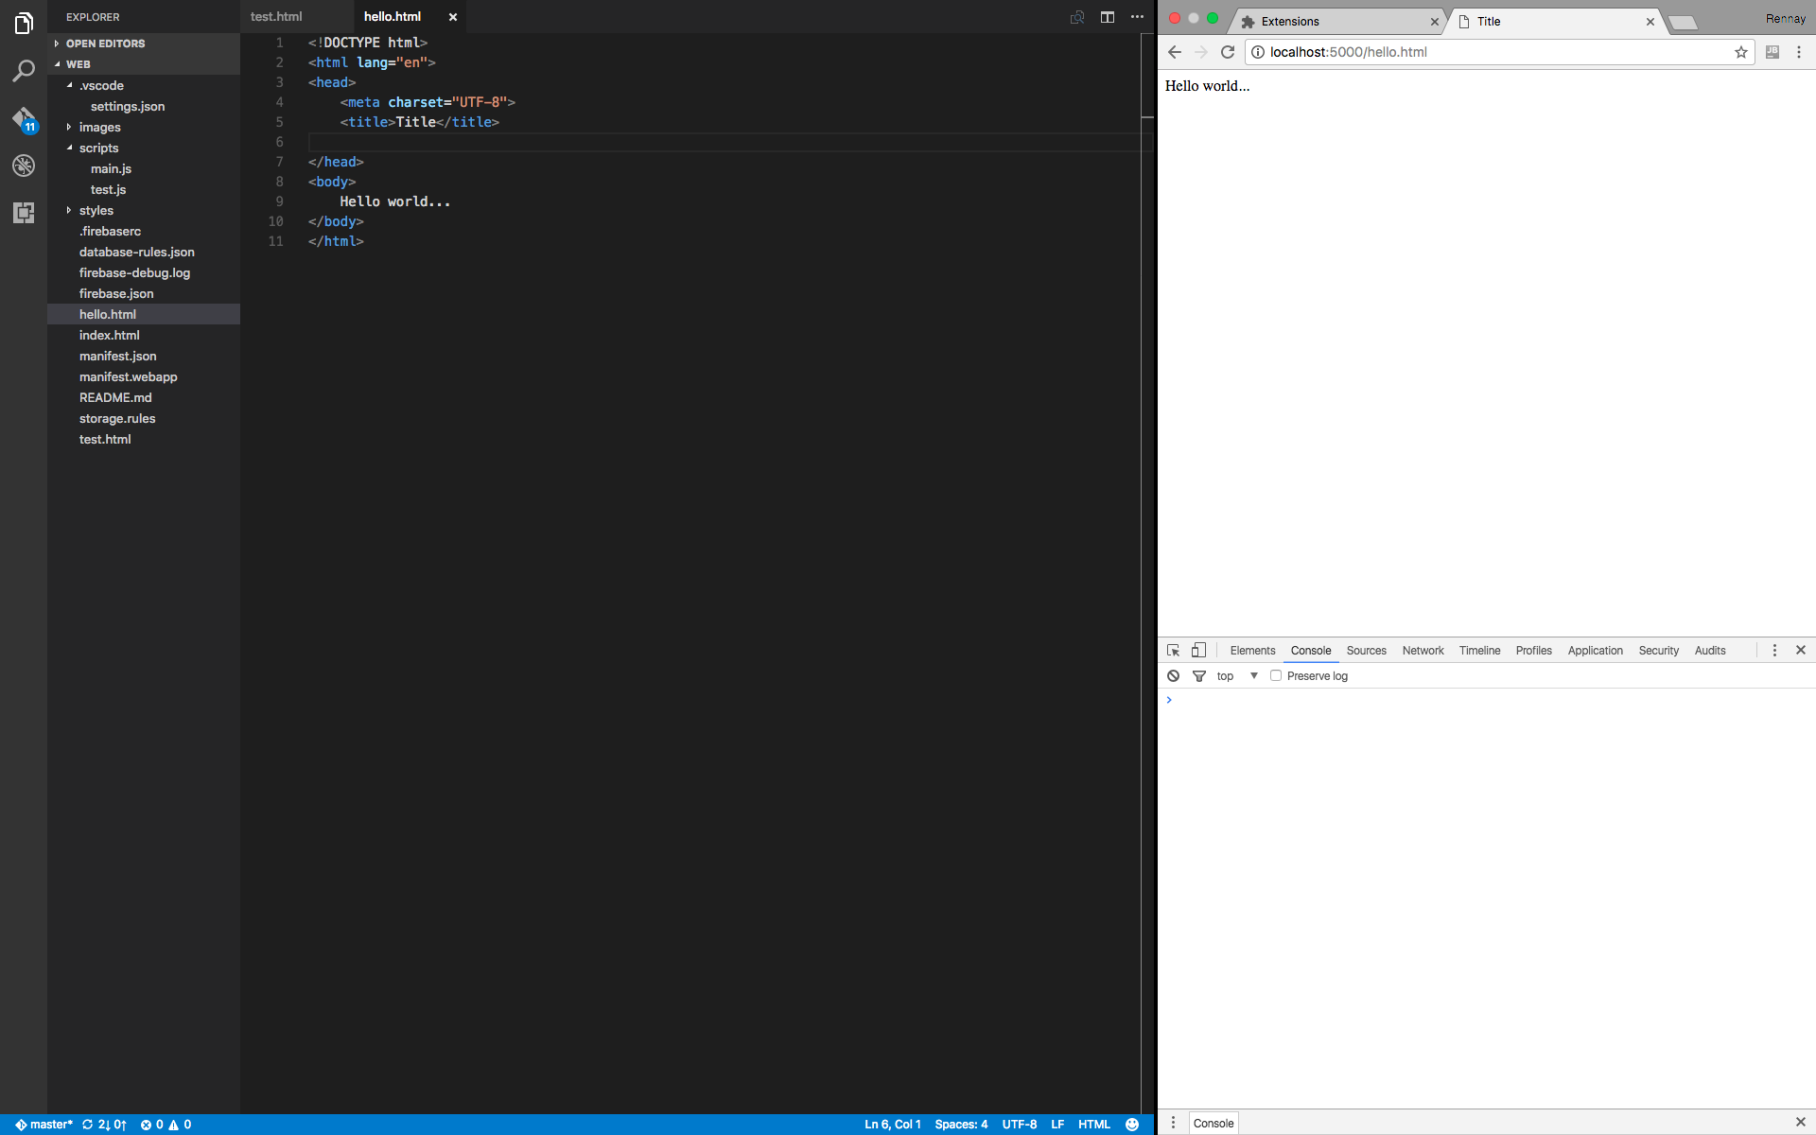 EXPLORER
OPEN EDITORS
WEB
.vscode
settings.json
images
scripts
main.js
test.js
styles
.firebaserc
database-rules.json
firebase-debug.log
firebase.json
hello.html
index.html
manifest.json
manifest.webapp
README.md
storage.rules
test.html
11
test.html hello.html
1 <!DOCTYPE html>
2 <html lang="en">
3 <head>
4 <meta charset="UTF-8">
5 <title>Title</title>
6
7 </head>
8 <body>
9 Hello world...
10 </body>
11 </html>
master* 2↓ 0↑ 0 0 Ln 6, Col 1 Spaces: 4 UTF-8 LF HTML
Extensions Title Rennay
localhost:5000/hello.html
Hello world...
Elements Console Sources Network Timeline Profiles Application Security Audits
top Preserve log
Console